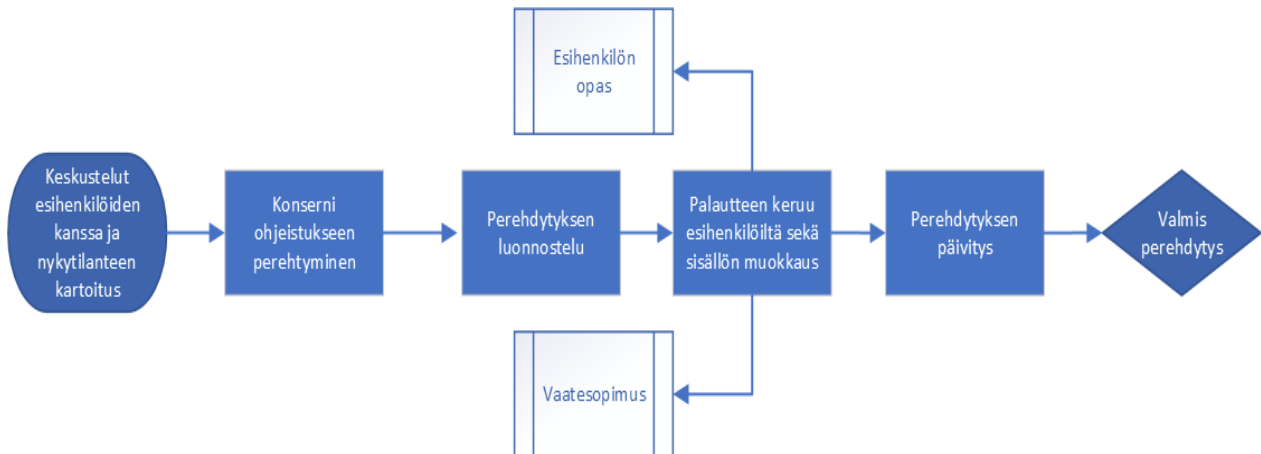 Esihenkilön
opas
Keskustelut
esihenkilöiden
kanssa ja
nykytilanteen
kartoitus
Konserni
ohjeistukseen
perehtyminen
Perehdytyksen
luonnostelu
Palautteen keruu
esihenkilöiltä sekä
sisällön muokkaus
Perehdytyksen
päivitys
Valmis
perehdytys
Vaatesopimus